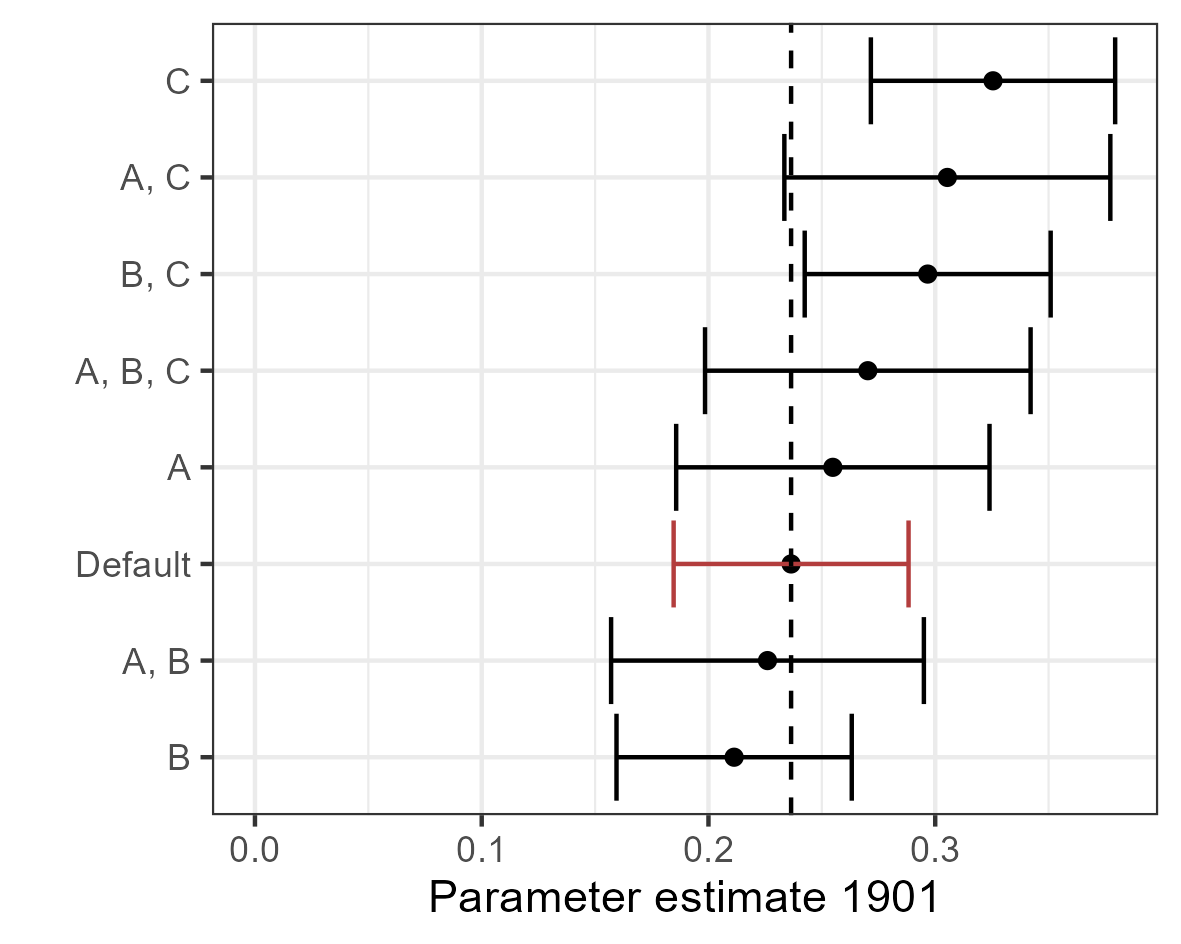 C
A, C
B, C
A, B, C
A
Default
A, B
B
0.0 0.1 0.2 0.3
Parameter estimate 1901